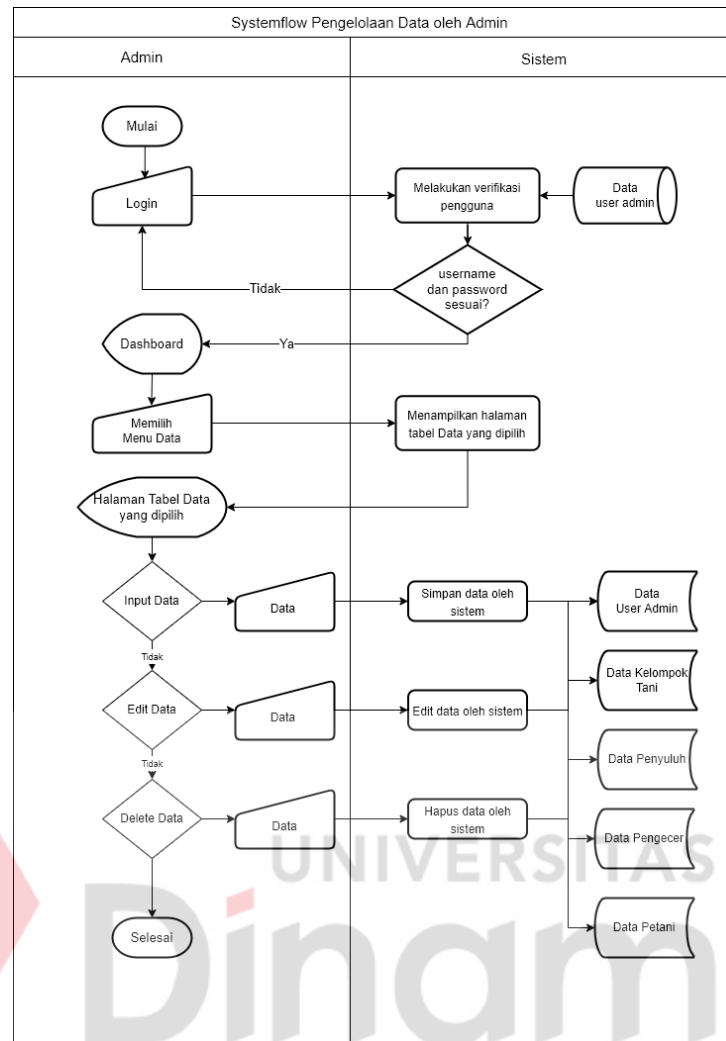 Systemflow Pengelolaan Data oleh Admin
Admin
Sistem
Mulai
Login
Melakukan verifikasi
pengguna
Data
user admin
username
dan password
sesuai?
Tidak
Ya
Dashboard
Memilih
Menu Data
Menampilkan halaman
tabel Data yang dipilih
Halaman Tabel Data
yang dipilih
Input Data
Data
Simpan data oleh
sistem
Data
User Admin
Tidak
Data Kelompok
Tani
Edit Data
Data
Edit data oleh sistem
Tidak
Data Penyuluh
Delete Data
Data
Hapus data oleh
sistem
Data Pengecer
UNIVERSITAS
Dinam
Selesai
Data Petani